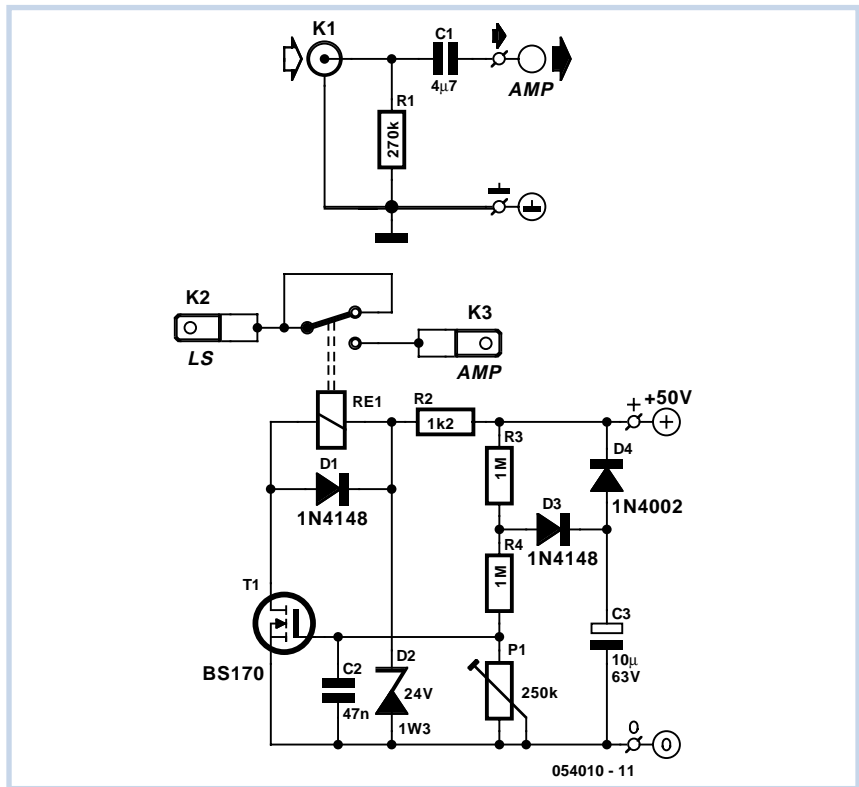 K1
C1
4μ7
AMP
R1
270k
K2
LS
K3
AMP
RE1
R2
1k2
+ +50V
+
R3
1M
D4
1N4002
D1
1N4148
D3
1N4148
R4
1M
T1
BS170
C3
10μ
63V
P1
250k
C2
47n
D2
24V
1W3
0
0
054010 - 11